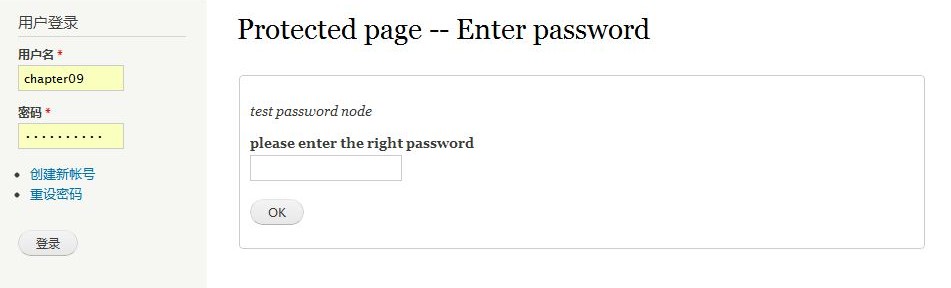 用户登录
用户名 *
chapter09
密码 *
••••••••••
创建新帐号
重设密码
登录
Protected page -- Enter password
test password node
please enter the right password
OK